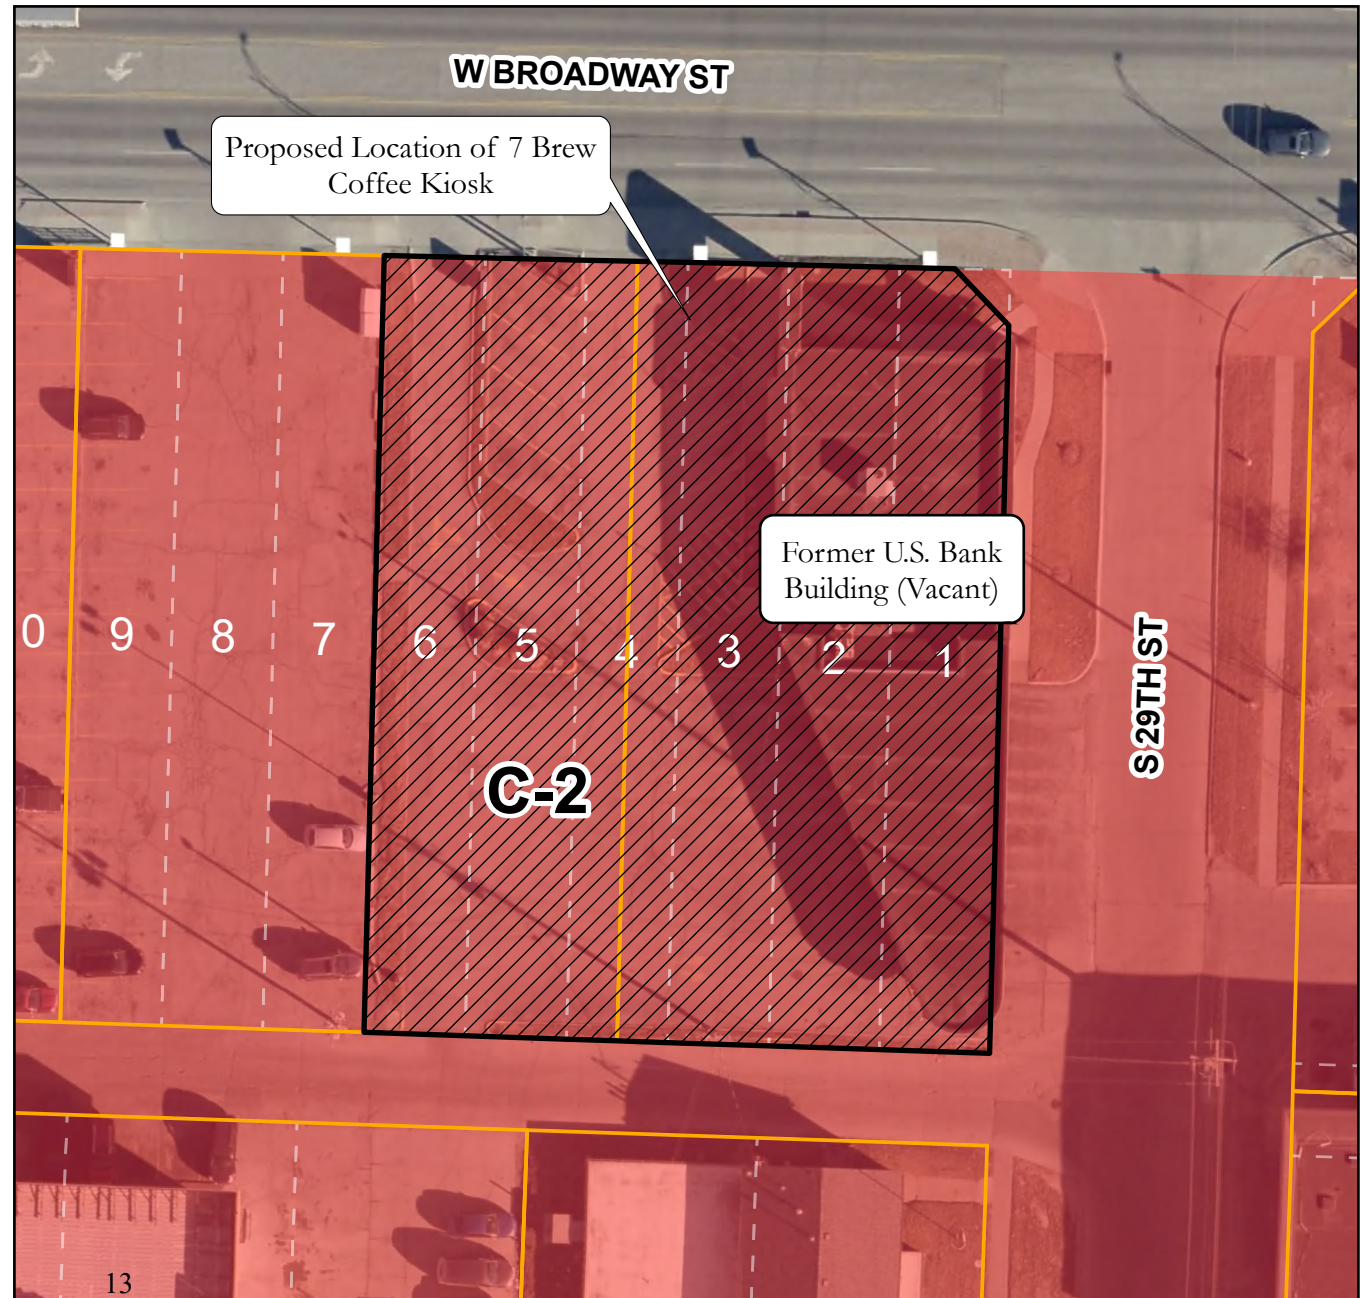 W BROADWAY ST
Proposed Location of 7 Brew
Coffee Kiosk
Former U.S. Bank
Building (Vacant)
0 9 8 7 6 5 4 3 2 1
S 29TH ST
C-2
13